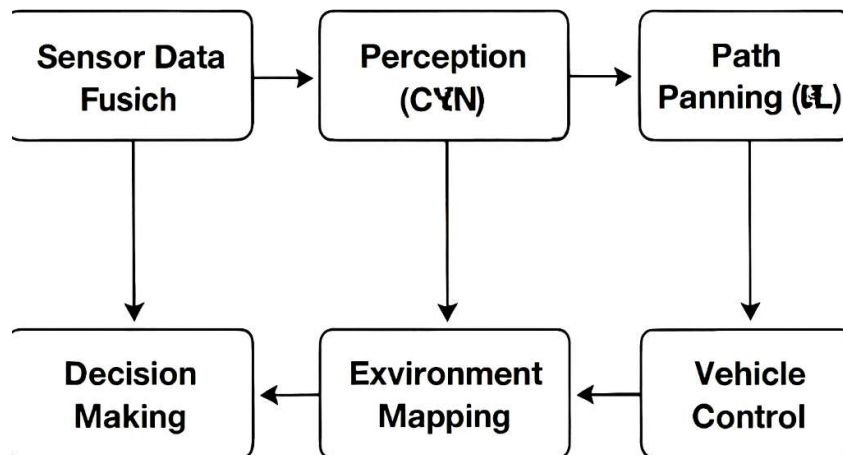 Sensor Data
Fusich
Perception
Path
Panning
Decision
Making
Exvironment
Mapping
Vehicle
Control